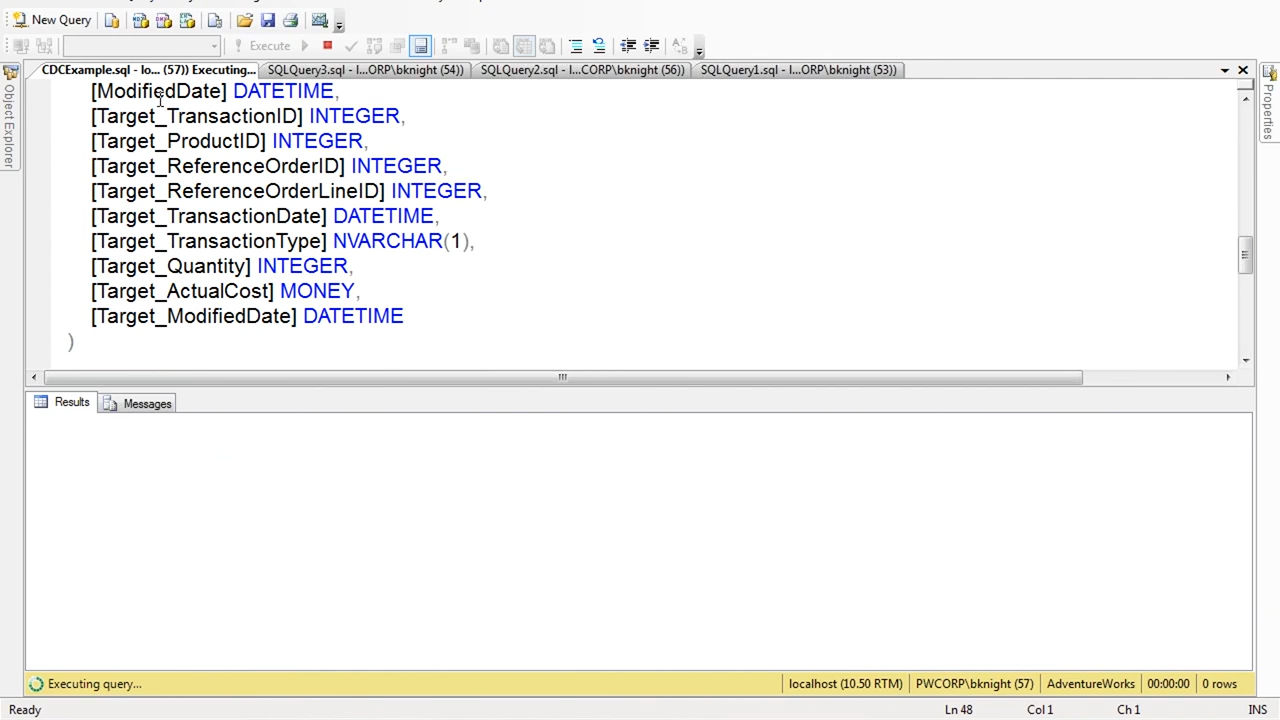 New Query
Execute
CDCExample.sql - lo... (57)) Executing...
SQLQuery3.sql - l...ORP\bknight (54))
SQLQuery2.sql - l...CORP\bknight (56))
SQLQuery1.sql - l...ORP\bknight (53))
Object Explorer
Properties
[ModifiedDate] DATETIME,
[Target_TransactionID] INTEGER,
[Target_ProductID] INTEGER,
[Target_ReferenceOrderID] INTEGER,
[Target_ReferenceOrderLineID] INTEGER,
[Target_TransactionDate] DATETIME,
[Target_TransactionType] NVARCHAR(1),
[Target_Quantity] INTEGER,
[Target_ActualCost] MONEY,
[Target_ModifiedDate] DATETIME
)
Results
Messages
Executing query...
localhost (10.50 RTM)
PWCORP\bknight (57)
AdventureWorks
00:00:00
0 rows
Ready
Ln 48
Col 1
Ch 1
INS